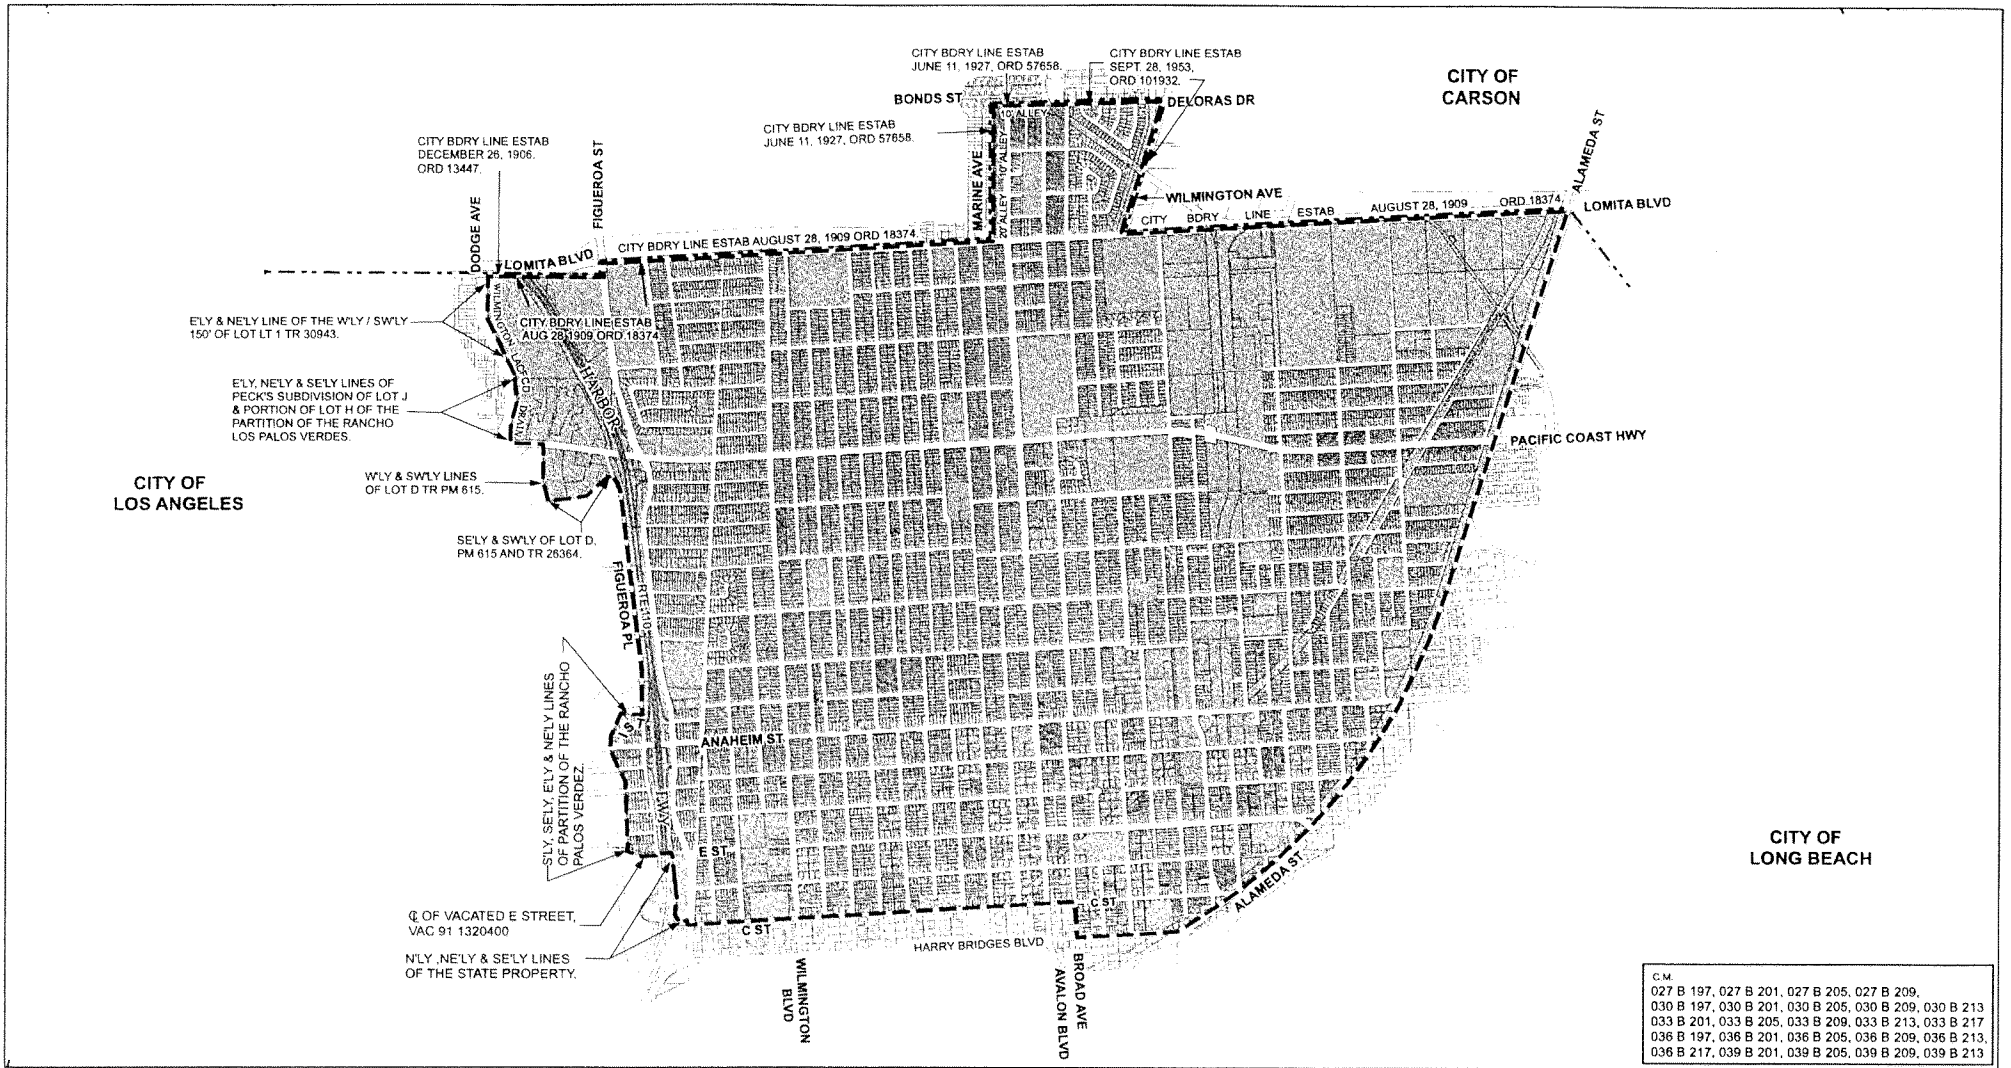 CITY BDRY LINE ESTAB
JUNE 11, 1927, ORD 57658.
CITY BDRY LINE ESTAB
SEPT. 28, 1953,
ORD 101932.
CITY OF
CARSON
BONDS ST
DELORAS DR
10' ALLEY
CITY BDRY LINE ESTAB
JUNE 11, 1927, ORD 57658.
CITY BDRY LINE ESTAB
DECEMBER 26, 1906.
ORD 13447.
FIGUEROA ST
DODGE AVE
MARINE AVE
20' ALLEY 10' ALLEY
ALAMEDA ST
WILMINGTON AVE
LOMITA BLVD
CITY BDRY LINE ESTAB AUGUST 28, 1909 ORD 18374.
CITY BDRY LINE ESTAB AUGUST 28, 1909 ORD 18374.
LOMITA BLVD
E'LY & NE'LY LINE OF THE W'LY / SW'LY
150' OF LOT LT 1 TR 30943.
CITY BDRY LINE ESTAB
AUG 28 1909 ORD 18374
WILMINGTON LACFCD DRAIN
HARBOR
E'LY, NE'LY & SE'LY LINES OF
PECK'S SUBDIVISION OF LOT J
& PORTION OF LOT H OF THE
PARTITION OF THE RANCHO
LOS PALOS VERDES.
PACIFIC COAST HWY
CITY OF
LOS ANGELES
W'LY & SW'LY LINES
OF LOT D TR PM 615.
SE'LY & SW'LY OF LOT D,
PM 615 AND TR 26364.
FIGUEROA PL
RTE 110
S'LY, SE'LY, E'LY & NE'LY LINES
OF PARTITION OF THE RANCHO
PALOS VERDEZ.
I ST
ANAHEIM ST
FWAY
E ST
CITY OF
LONG BEACH
ALAMEDA ST
℄ OF VACATED E STREET,
VAC 91 1320400
C ST
C ST
HARRY BRIDGES BLVD
N'LY ,NE'LY & SE'LY LINES
OF THE STATE PROPERTY.
WILMINGTON
BLVD
BROAD AVE
AVALON BLVD
C.M.
027 B 197, 027 B 201, 027 B 205, 027 B 209,
030 B 197, 030 B 201, 030 B 205, 030 B 209, 030 B 213
033 B 201, 033 B 205, 033 B 209, 033 B 213, 033 B 217
036 B 197, 036 B 201, 036 B 205, 036 B 209, 036 B 213,
036 B 217, 039 B 201, 039 B 205, 039 B 209, 039 B 213